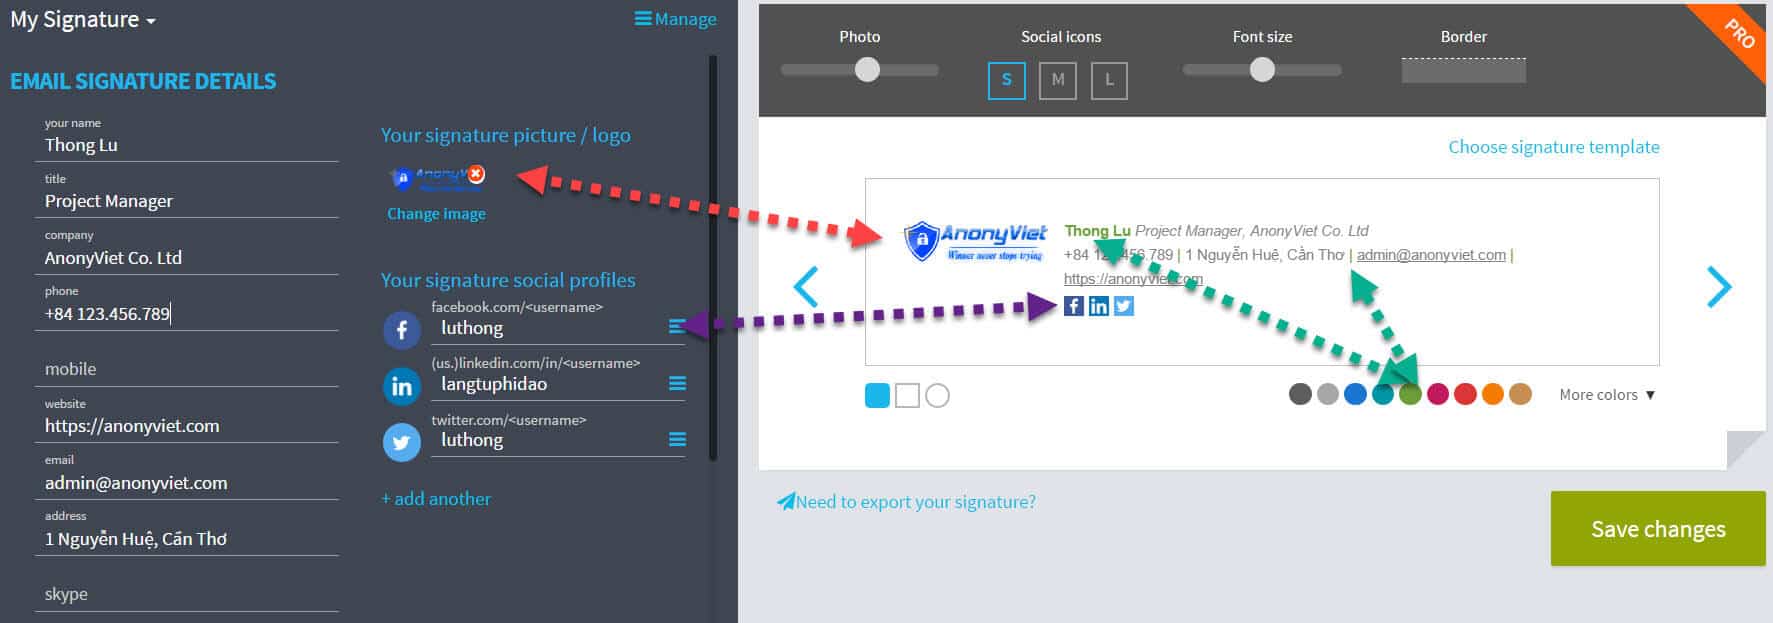 My Signature
Manage
EMAIL SIGNATURE DETAILS
your name
Thong Lu
title
Project Manager
company
AnonyViet Co. Ltd
phone
+84 123.456.789
mobile
website
https://anonyviet.com
email
admin@anonyviet.com
address
1 Nguyễn Huệ, Cần Thơ
skype
Your signature picture / logo
Change image
Your signature social profiles
facebook.com/<username>
luthong
(us.)linkedin.com/in/<username>
langtuphidao
twitter.com/<username>
luthong
+ add another
Photo
Social icons
S M L
Font size
Border
PRO
Choose signature template
AnonyViet
Winner never stops trying
Thong Lu Project Manager, AnonyViet Co. Ltd
+84 123.456.789 | 1 Nguyễn Huệ, Cần Thơ | admin@anonyviet.com |
https://anonyviet.com
More colors
Need to export your signature?
Save changes